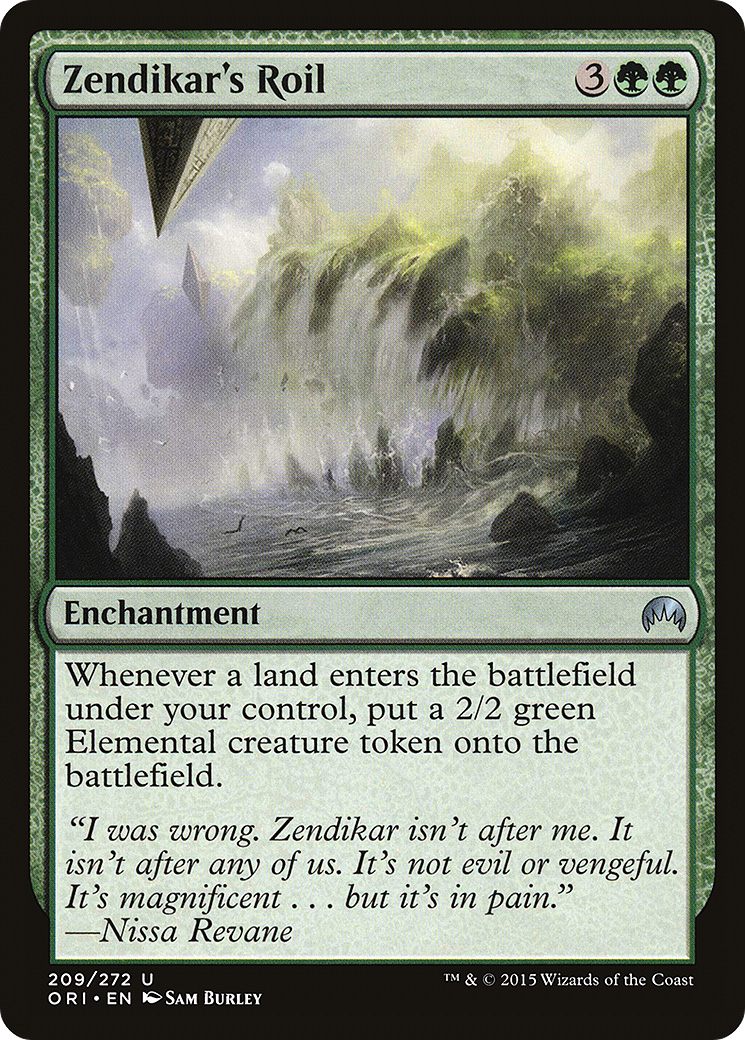 Zendikar's Roil 3
Enchantment
Whenever a land enters the battlefield
under your control, put a 2/2 green
Elemental creature token onto the
battlefield.
“I was wrong. Zendikar isn’t after me. It
isn’t after any of us. It’s not evil or vengeful.
It’s magnificent . . . but it’s in pain.”
—Nissa Revane
209/272 U ™ & © 2015 Wizards of the Coast
ORI • EN Sam Burley